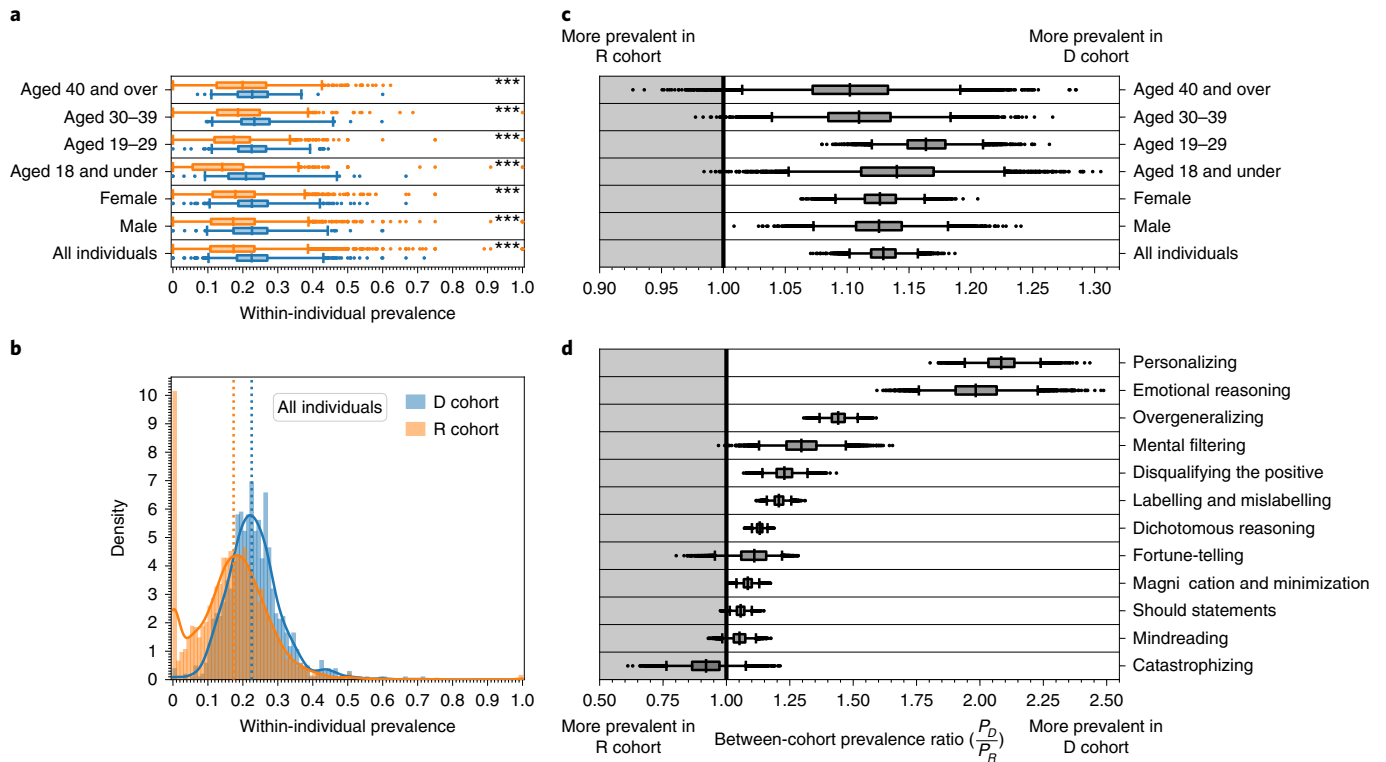 a
Aged 40 and over
***
Aged 30–39
***
Aged 19–29
***
Aged 18 and under
***
Female
***
Male
***
All individuals
***
0 0.1 0.2 0.3 0.4 0.5 0.6 0.7 0.8 0.9 1.0
Within-individual prevalence
b
All individuals
D cohort
R cohort
10
9
8
7
6
5
4
3
2
1
0
Density
0 0.1 0.2 0.3 0.4 0.5 0.6 0.7 0.8 0.9 1.0
Within-individual prevalence
c
More prevalent in
R cohort
More prevalent in
D cohort
Aged 40 and over
Aged 30–39
Aged 19–29
Aged 18 and under
Female
Male
All individuals
0.90 0.95 1.00 1.05 1.10 1.15 1.20 1.25 1.30
d
Personalizing
Emotional reasoning
Overgeneralizing
Mental filtering
Disqualifying the positive
Labelling and mislabelling
Dichotomous reasoning
Fortune-telling
Magni cation and minimization
Should statements
Mindreading
Catastrophizing
0.50 0.75 1.00 1.25 1.50 1.75 2.00 2.25 2.50
More prevalent in
R cohort
Between-cohort prevalence ratio (P_D/P_R)
More prevalent in
D cohort